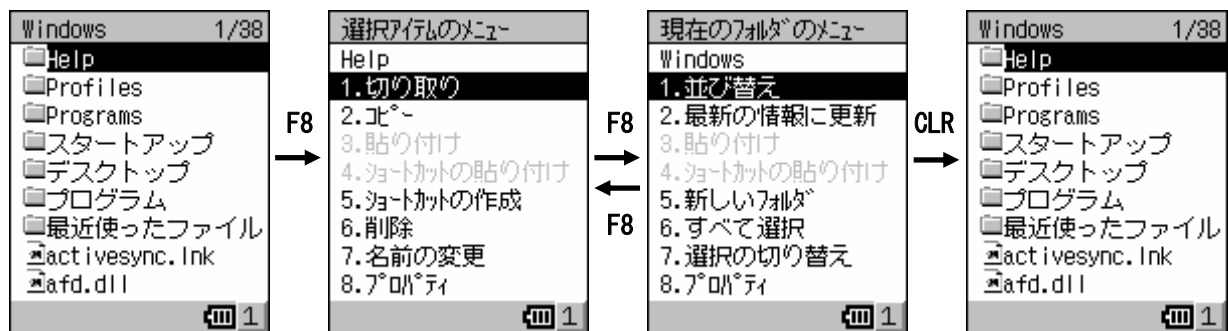 Windows 1/38
Help
Profiles
Programs
スタートアップ
デスクトップ
プログラム
最近使ったファイル
activesync.lnk
afd.dll
1
F8
選択ｱｲﾃﾑのﾒﾆｭｰ
Help
1.切り取り
2.ｺﾋﾟｰ
3.貼り付け
4.ｼｮｰﾄｶｯﾄの貼り付け
5.ｼｮｰﾄｶｯﾄの作成
6.削除
7.名前の変更
8.ﾌﾟﾛﾊﾟﾃｨ
1
F8
F8
現在のﾌｫﾙﾀﾞのﾒﾆｭｰ
Windows
1.並び替え
2.最新の情報に更新
3.貼り付け
4.ｼｮｰﾄｶｯﾄの貼り付け
5.新しいﾌｫﾙﾀﾞ
6.すべて選択
7.選択の切り替え
8.ﾌﾟﾛﾊﾟﾃｨ
1
CLR
Windows 1/38
Help
Profiles
Programs
スタートアップ
デスクトップ
プログラム
最近使ったファイル
activesync.lnk
afd.dll
1